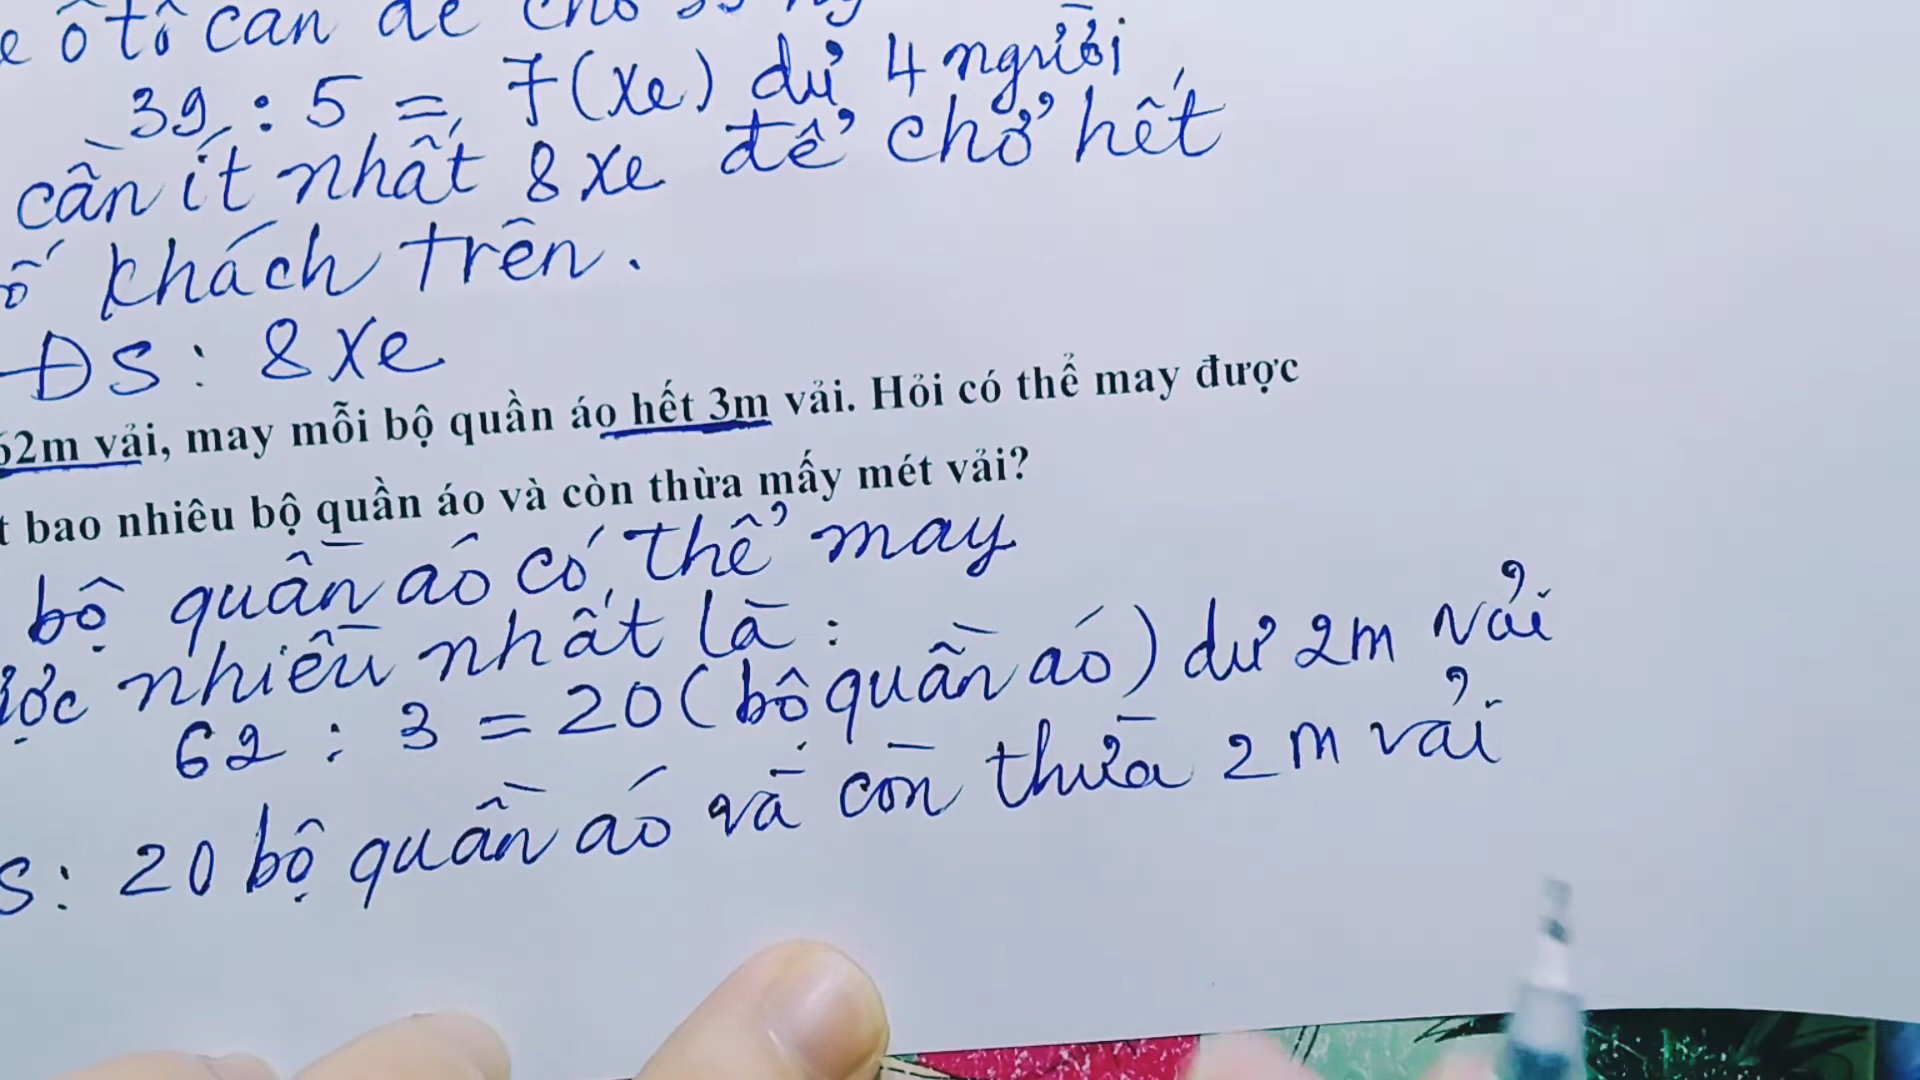 ô tô cần để chở
39 : 5 = 7 (xe) dư 4 người
cần ít nhất 8 xe để chở hết
khách trên.
ĐS: 8 xe
62m vải, may mỗi bộ quần áo hết 3m vải. Hỏi có thể may được
bao nhiêu bộ quần áo và còn thừa mấy mét vải?
bộ quần áo có thể may
nhiều nhất là:
62 : 3 = 20 (bộ quần áo) dư 2m vải
S: 20 bộ quần áo và còn thừa 2m vải